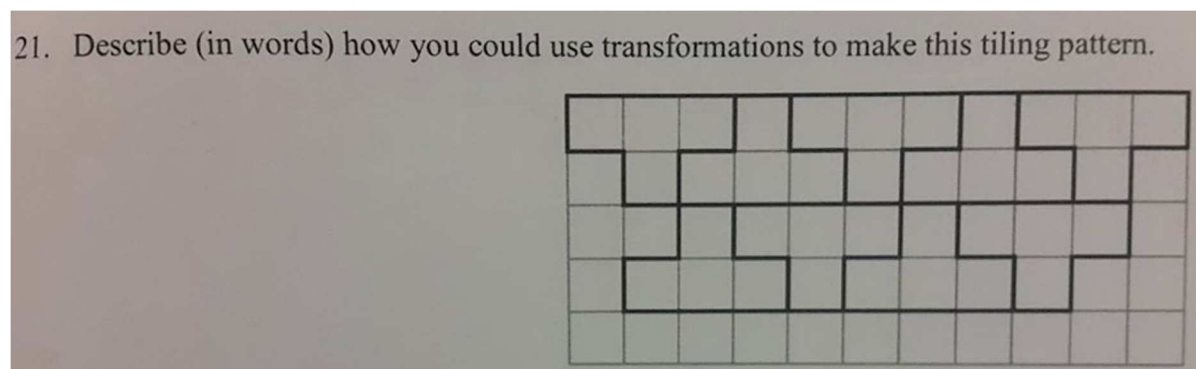 21. Describe (in words) how you could use transformations to make this tiling pattern.